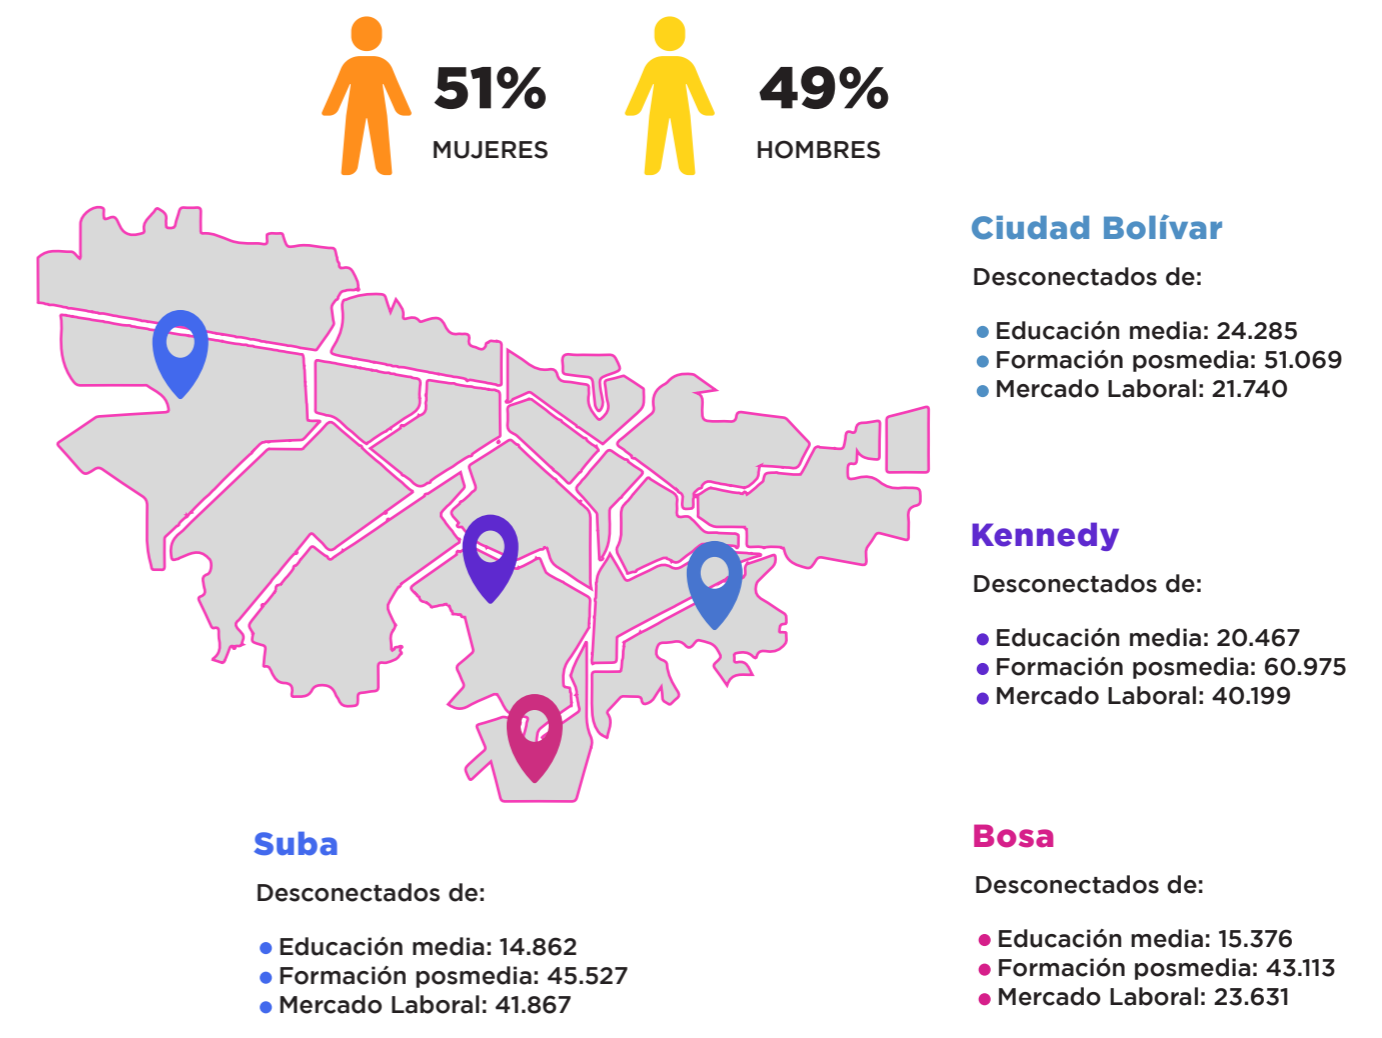 51%
MUJERES
49%
HOMBRES
Ciudad Bolívar
Desconectados de:
Educación media: 24.285
Formación posmedia: 51.069
Mercado Laboral: 21.740
Kennedy
Desconectados de:
Educación media: 20.467
Formación posmedia: 60.975
Mercado Laboral: 40.199
Suba
Desconectados de:
Educación media: 14.862
Formación posmedia: 45.527
Mercado Laboral: 41.867
Bosa
Desconectados de:
Educación media: 15.376
Formación posmedia: 43.113
Mercado Laboral: 23.631